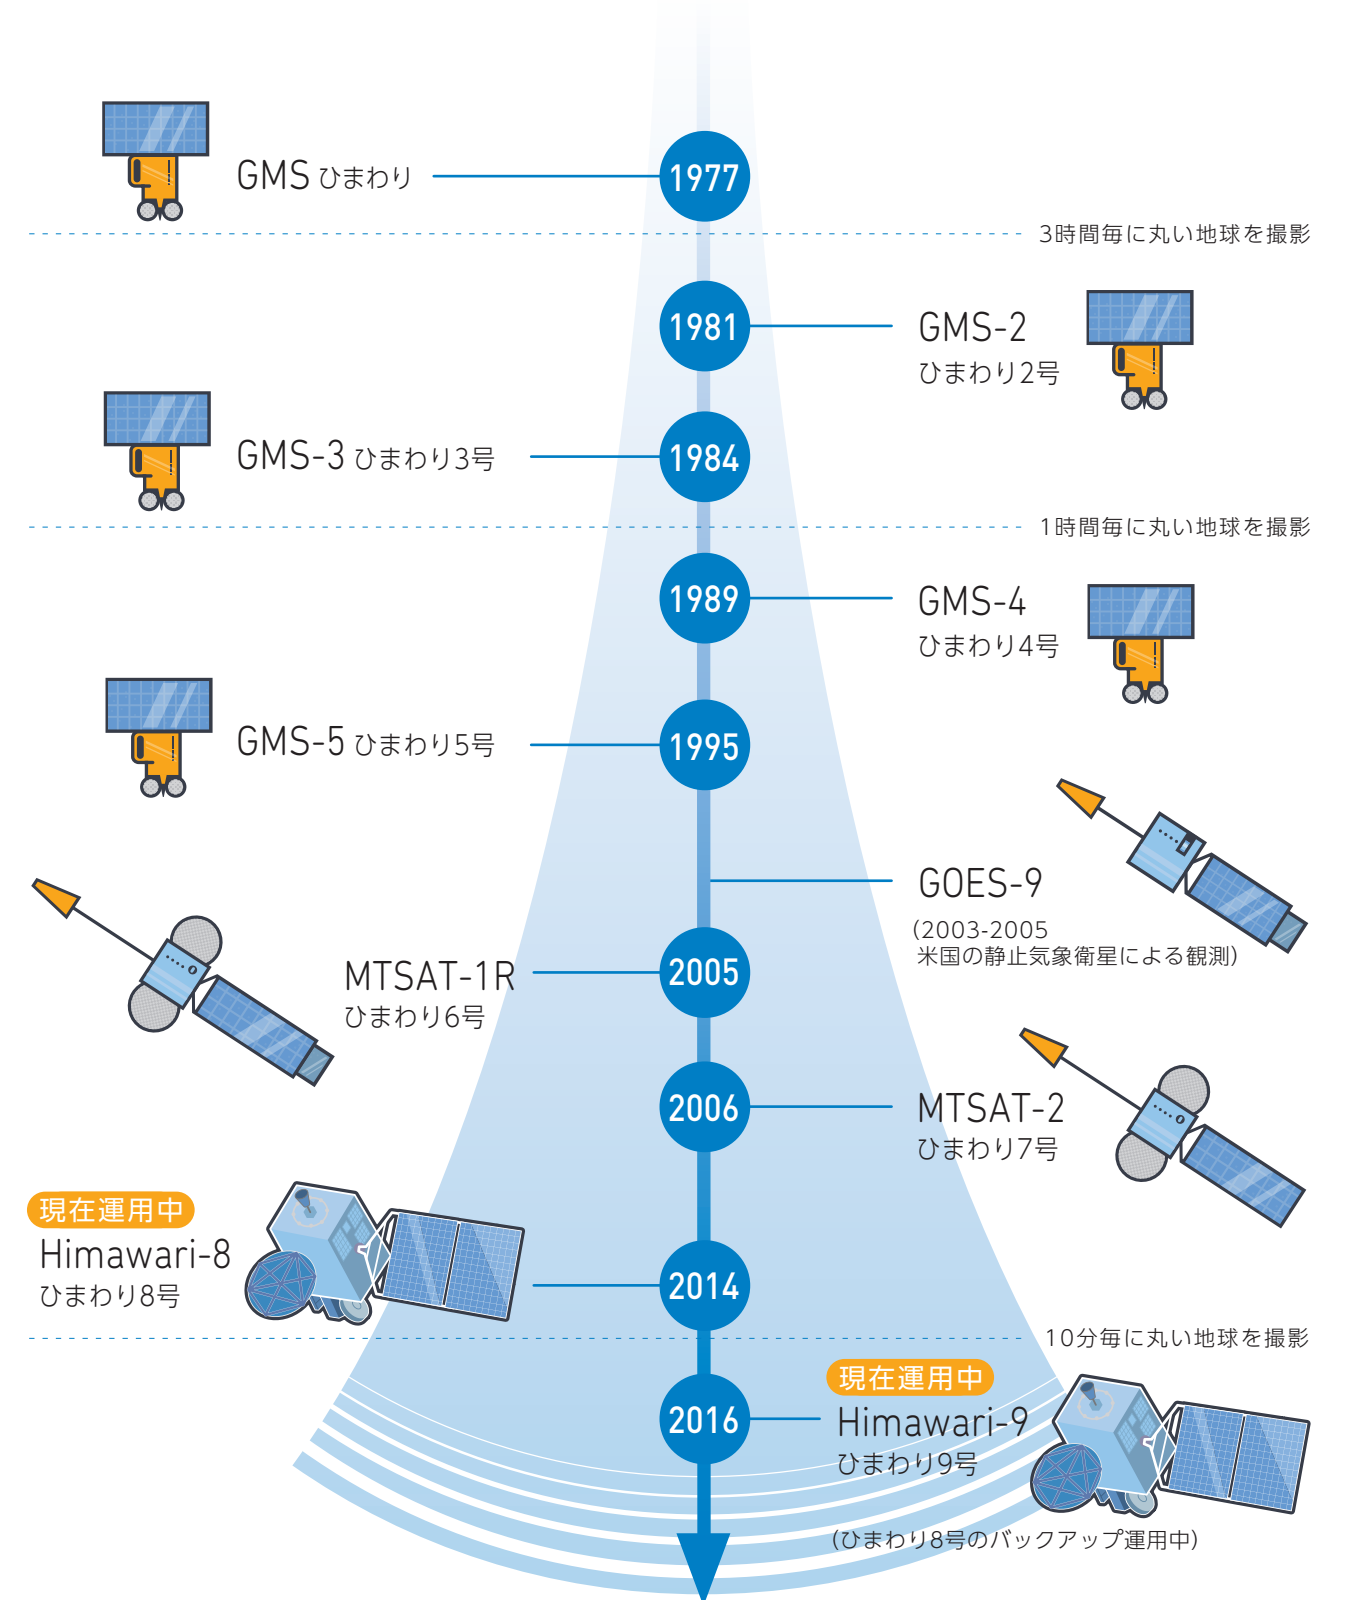 GMS ひまわり
1977
3時間毎に丸い地球を撮影
1981
GMS-2
ひまわり2号
GMS-3 ひまわり3号
1984
1時間毎に丸い地球を撮影
1989
GMS-4
ひまわり4号
GMS-5 ひまわり5号
1995
GOES-9
(2003-2005
米国の静止気象衛星による観測)
MTSAT-1R
ひまわり6号
2005
2006
MTSAT-2
ひまわり7号
現在運用中
Himawari-8
ひまわり8号
2014
10分毎に丸い地球を撮影
現在運用中
2016
Himawari-9
ひまわり9号
(ひまわり8号のバックアップ運用中)